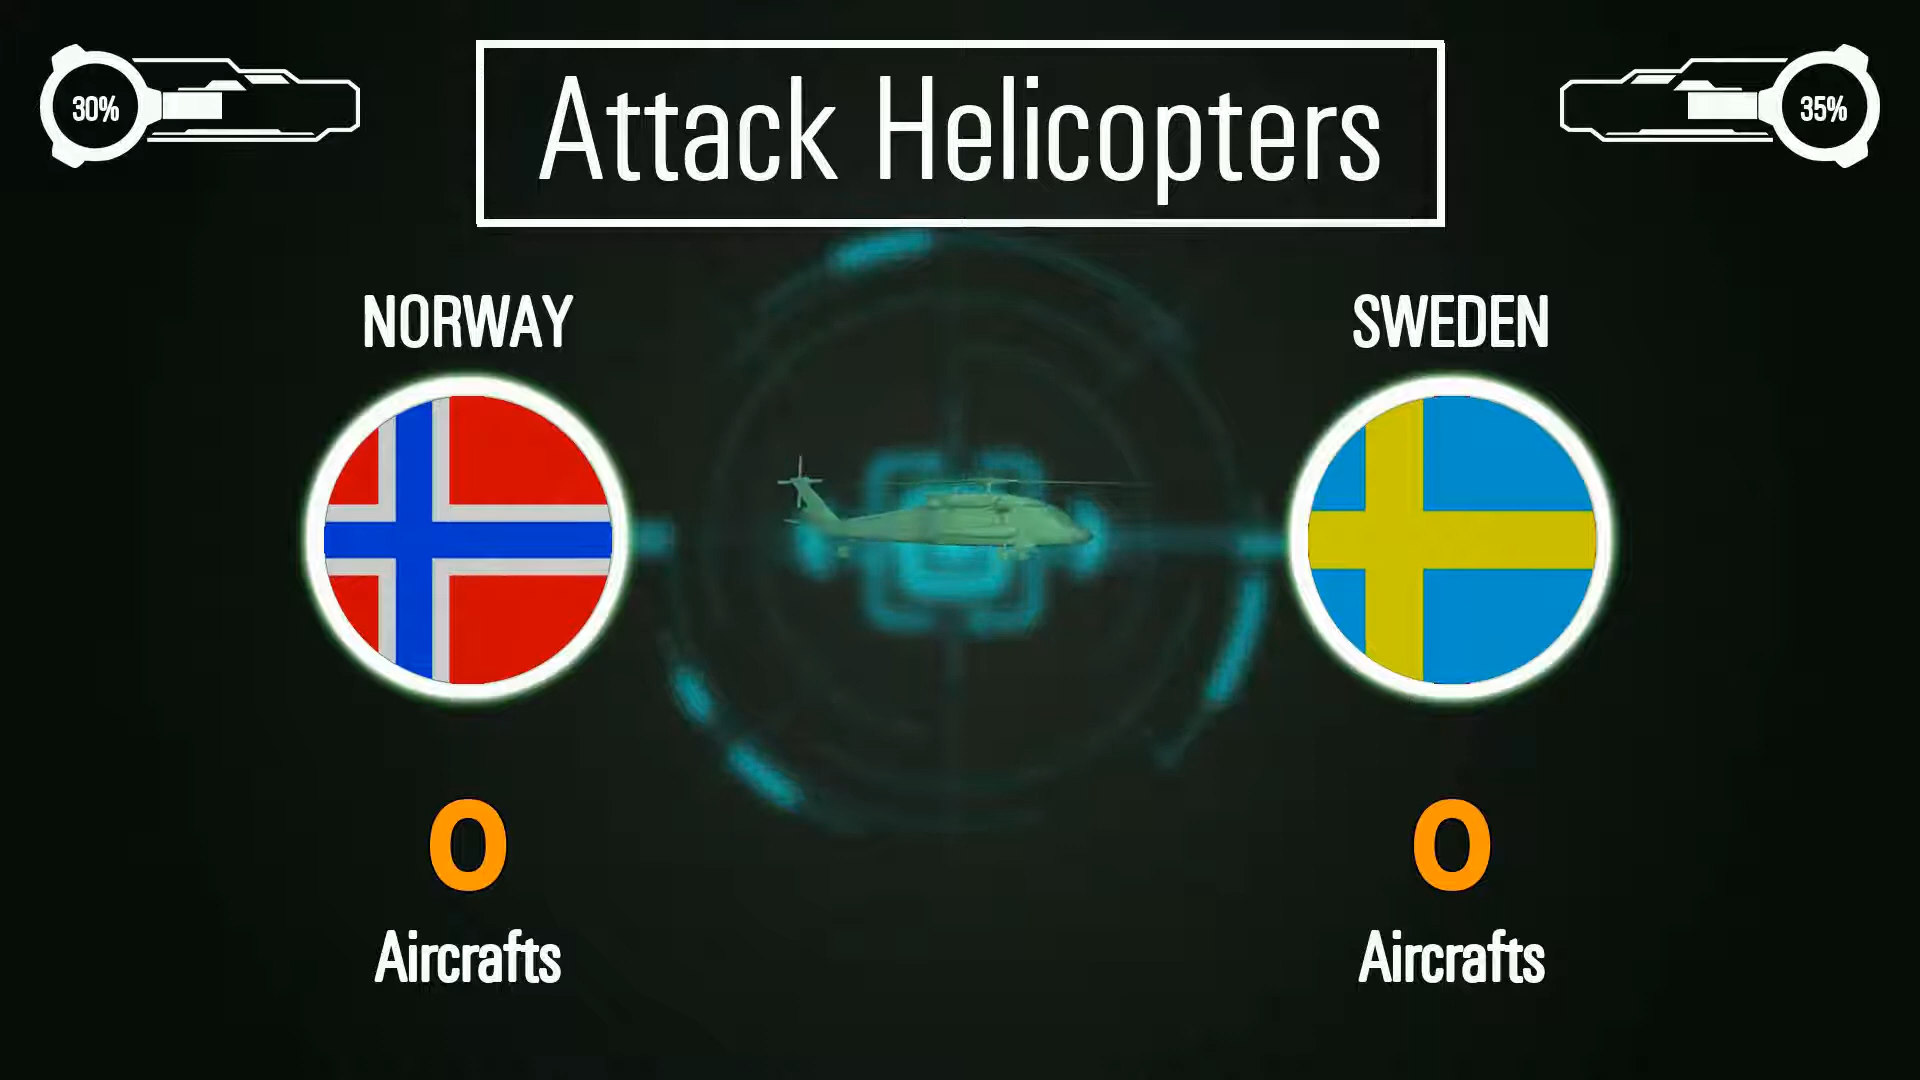 30%
Attack Helicopters
35%
NORWAY
SWEDEN
0
0
Aircrafts
Aircrafts